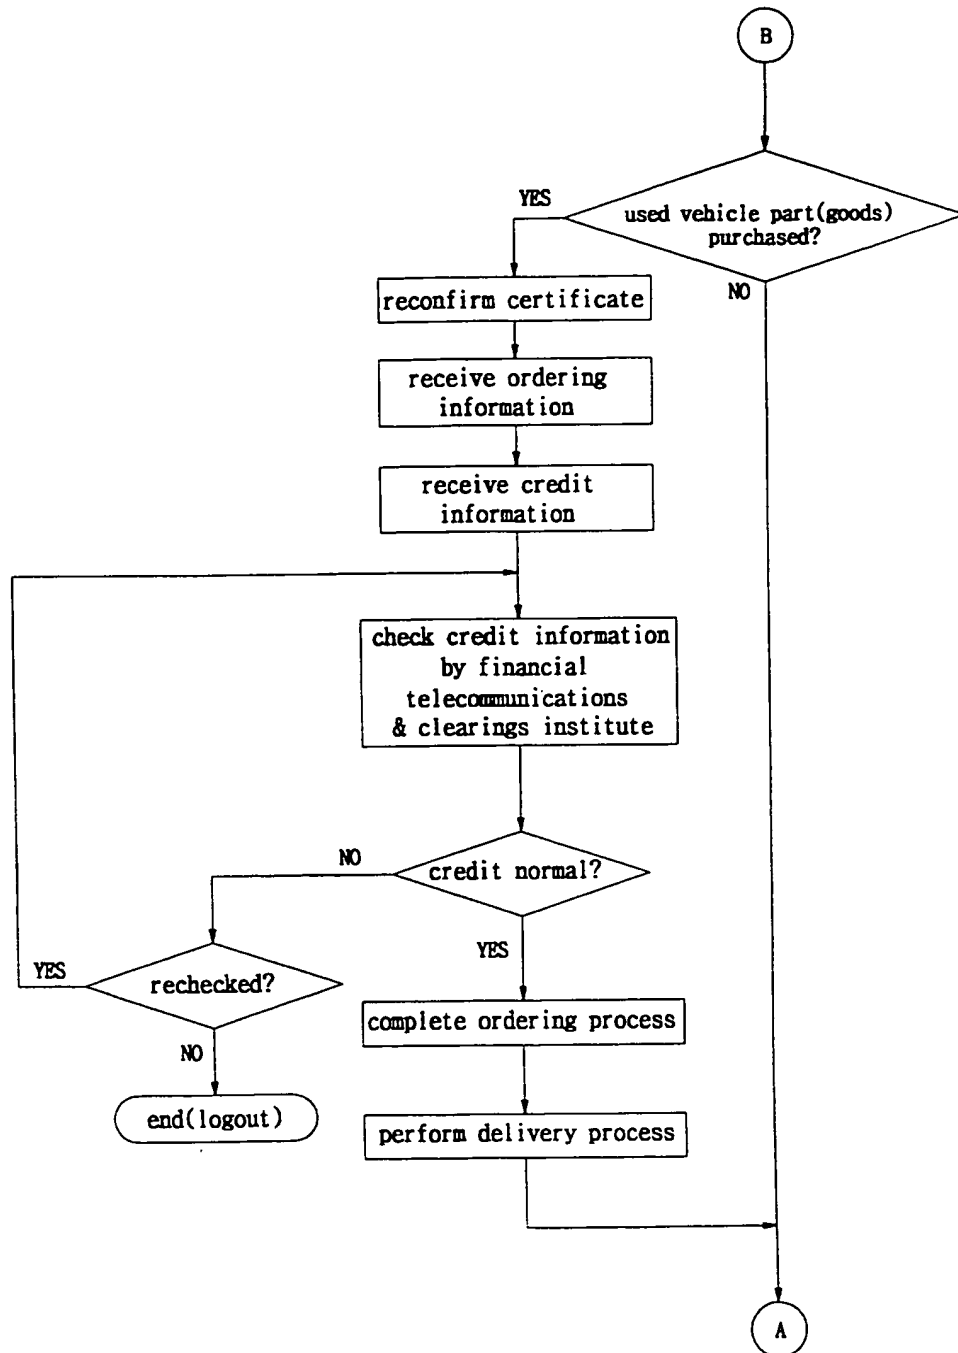 B
YES
used vehicle part(goods)
purchased?
NO
reconfirm certificate
receive ordering
information
receive credit
information
check credit information
by financial
telecommunications
& clearings institute
NO
credit normal?
YES
YES
rechecked?
NO
complete ordering process
end(logout)
perform delivery process
A